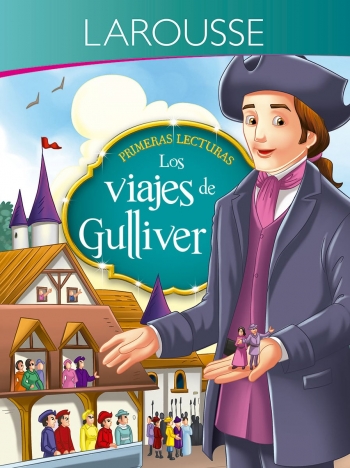 LAROUSSE
PRIMERAS LECTURAS
Los
viajes de
Gulliver